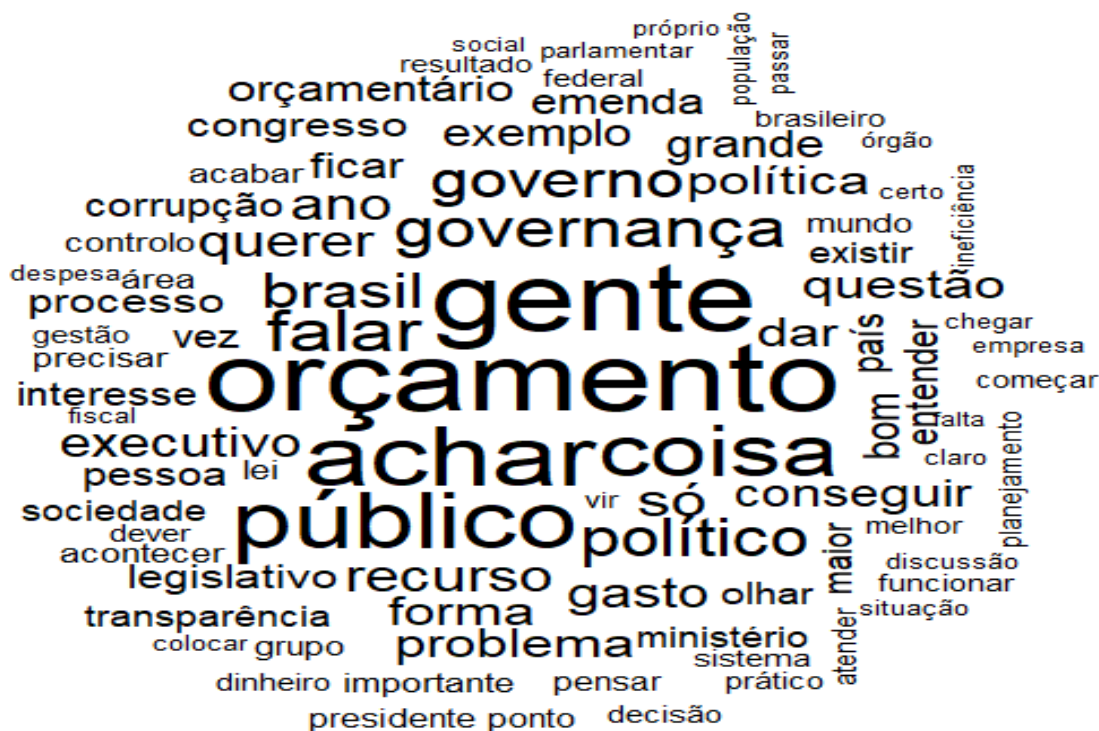 próprio
social parlamentar
resultado federal
população
passar
orçamentário emenda
congresso exemplo brasileiro
grande órgão
acabar ficar governo política certo
ineficiência
corrupção ano governança mundo
controlo querer existir
despesa área brasil gente questão
processo
gestão vez falar dar país chegar
precisar entender empresa
interesse orçamento bom começar
fiscal falta
executivo achar coisa claro
planejamento
pessoa lei
sociedade público vir só conseguir
dever político melhor
acontecer maior discussão
legislativo recurso gasto olhar funcionar
transparência forma situação
colocar grupo problema ministério atender
sistema
dinheiro importante pensar prático
presidente ponto decisão